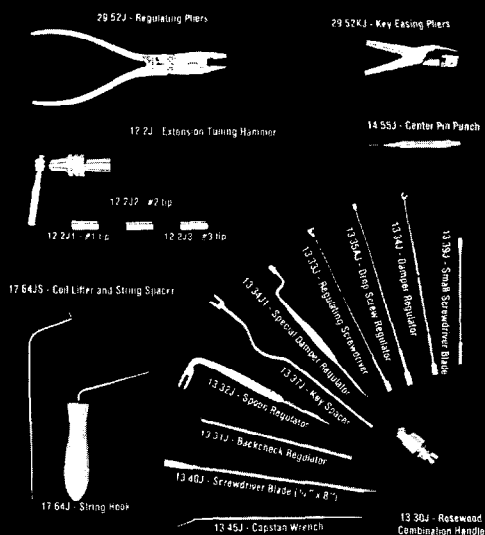 29.52J - Regulating Pliers
29.52KJ - Key Easing Pliers
14.55J - Center Pin Punch
12.2J - Extension Tuning Hammer
12.2J2 - #2 tip
12.2J1 - #1 tip
12.2J3 - #3 tip
17.64JS - Coil Lifter and String Spacer
13.39J - Small Screwdriver Blade
13.34J - Damper Regulator
13.35AJ - Drop Screw Regulator
13.33J - Regulating Screwdriver
13.34J1 - Special Damper Regulator
13.37J - Key Spacer
13.32J - Spoon Regulator
13.31J - Backcheck Regulator
13.40J - Screwdriver Blade ( " x 8")
17.64J - String Hook
13.45J - Capstan Wrench
13.30J - Rosewood
Combination Handle